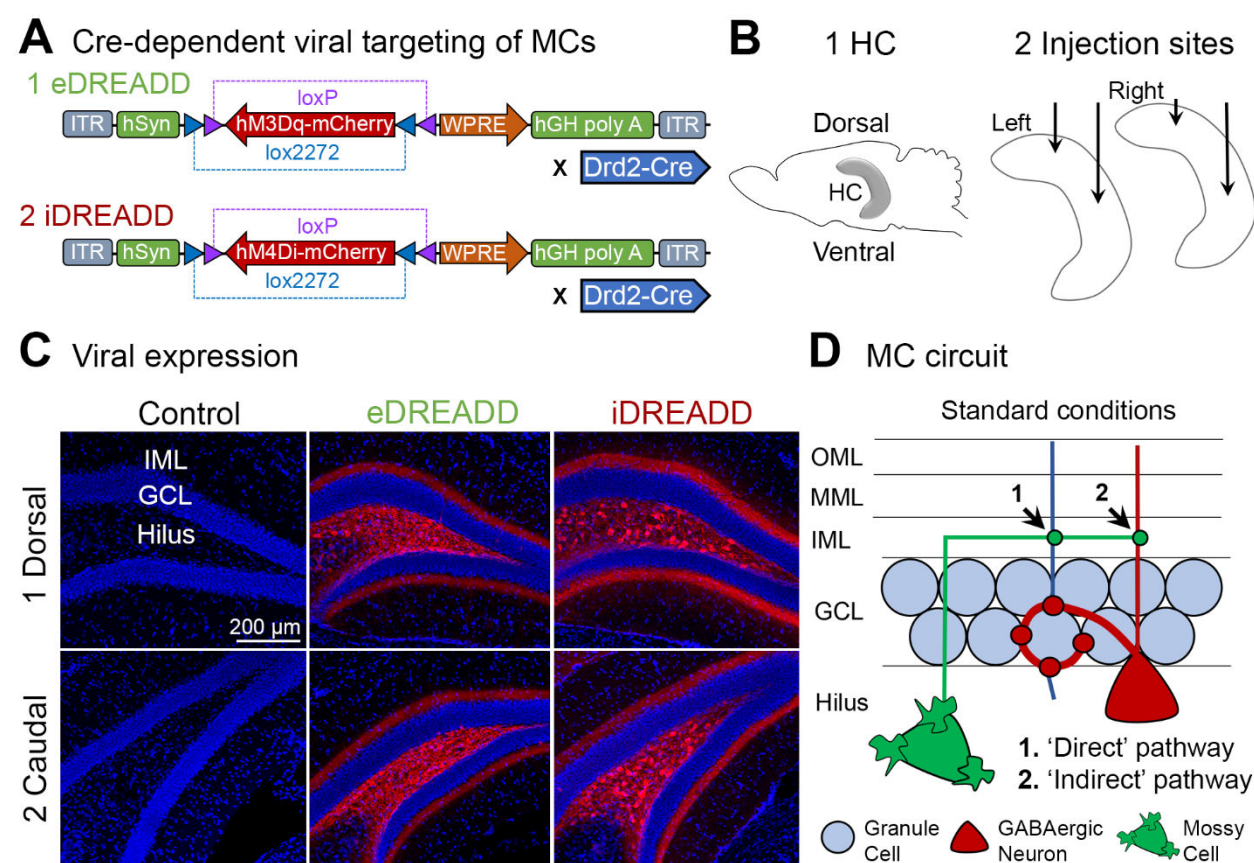 A Cre-dependent viral targeting of MCs
1 eDREADD
loxP
ITR hSyn hM3Dq-mCherry WPRE hGH poly A ITR
lox2272
X Drd2-Cre
2 iDREADD
loxP
ITR hSyn hM4Di-mCherry WPRE hGH poly A ITR
lox2272
X Drd2-Cre
B 1 HC 2 Injection sites
Dorsal
HC
Ventral
Left
Right
C Viral expression
Control eDREADD iDREADD
1 Dorsal
IML
GCL
Hilus
200 µm
2 Caudal
D MC circuit
Standard conditions
OML
MML
IML
GCL
Hilus
1 2
1. 'Direct' pathway
2. 'Indirect' pathway
Granule Cell
GABAergic Neuron
Mossy Cell